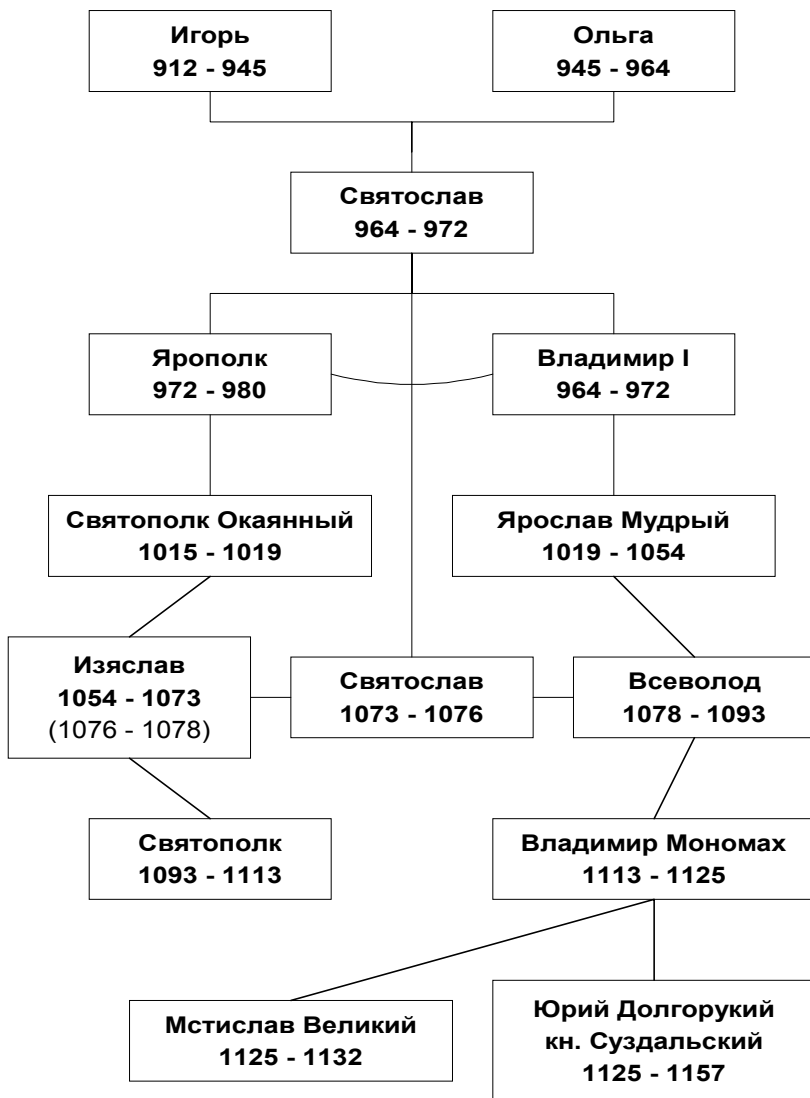 Игорь
912 - 945
Ольга
945 - 964
Святослав
964 - 972
Ярополк
972 - 980
Владимир I
964 - 972
Святополк Окаянный
1015 - 1019
Ярослав Мудрый
1019 - 1054
Изяслав
1054 - 1073
(1076 - 1078)
Святослав
1073 - 1076
Всеволод
1078 - 1093
Святополк
1093 - 1113
Владимир Мономах
1113 - 1125
Мстислав Великий
1125 - 1132
Юрий Долгорукий
кн. Суздальский
1125 - 1157